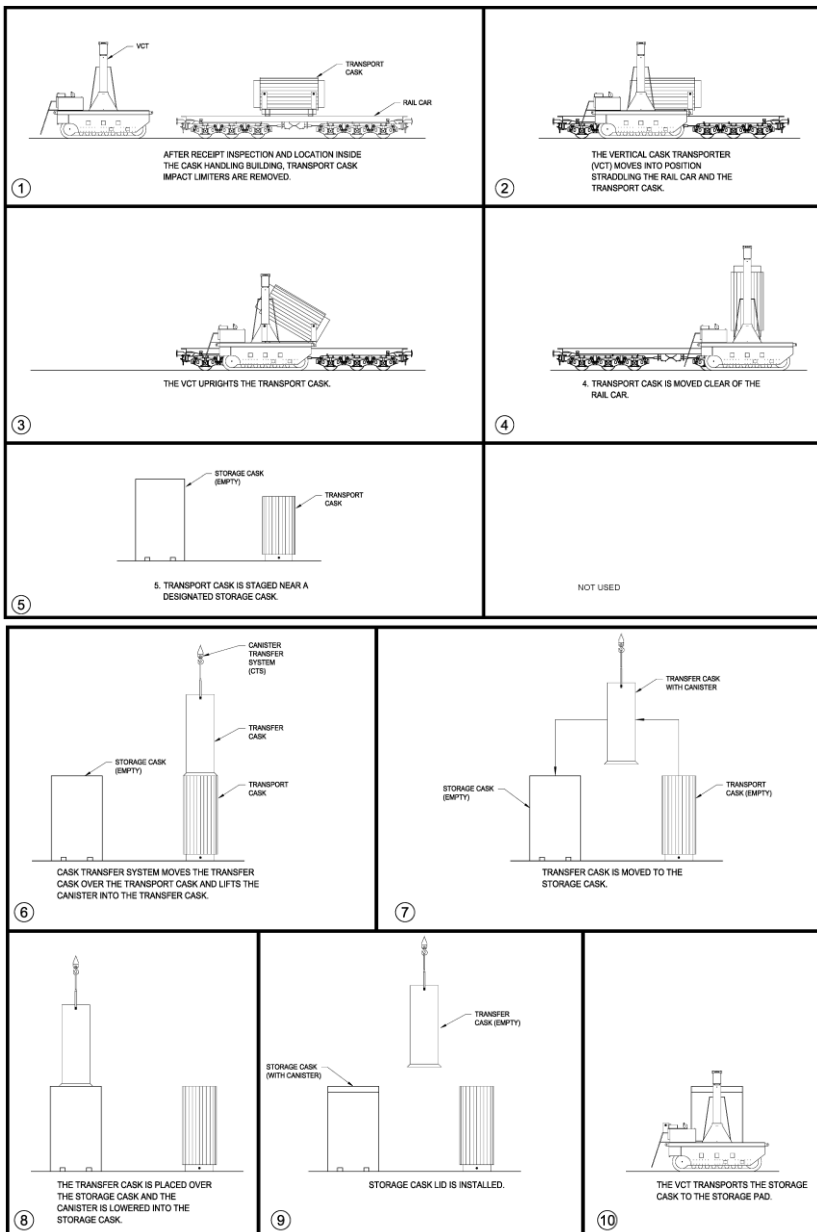 VCT
TRANSPORT
CASK
RAIL CAR
AFTER RECEIPT INSPECTION AND LOCATION INSIDE
THE CASK HANDLING BUILDING, TRANSPORT CASK
IMPACT LIMITERS ARE REMOVED.
1
THE VERTICAL CASK TRANSPORTER
(VCT) MOVES INTO POSITION
STRADDLING THE RAIL CAR AND THE
TRANSPORT CASK.
2
THE VCT UPRIGHTS THE TRANSPORT CASK.
3
4. TRANSPORT CASK IS MOVED CLEAR OF THE
RAIL CAR.
4
STORAGE CASK
(EMPTY)
TRANSPORT
CASK
5. TRANSPORT CASK IS STAGED NEAR A
DESIGNATED STORAGE CASK.
5
NOT USED
CANISTER
TRANSFER
SYSTEM
(CTS)
TRANSFER
CASK
STORAGE CASK
(EMPTY)
TRANSPORT
CASK
CASK TRANSFER SYSTEM MOVES THE TRANSFER
CASK OVER THE TRANSPORT CASK AND LIFTS THE
CANISTER INTO THE TRANSFER CASK.
6
TRANSFER CASK
WITH CANISTER
STORAGE CASK
(EMPTY)
TRANSPORT
CASK (EMPTY)
TRANSFER CASK IS MOVED TO THE
STORAGE CASK.
7
THE TRANSFER CASK IS PLACED OVER
THE STORAGE CASK AND THE
CANISTER IS LOWERED INTO THE
STORAGE CASK.
8
TRANSFER
CASK (EMPTY)
STORAGE CASK
(WITH CANISTER)
STORAGE CASK LID IS INSTALLED.
9
THE VCT TRANSPORTS THE STORAGE
CASK TO THE STORAGE PAD.
10